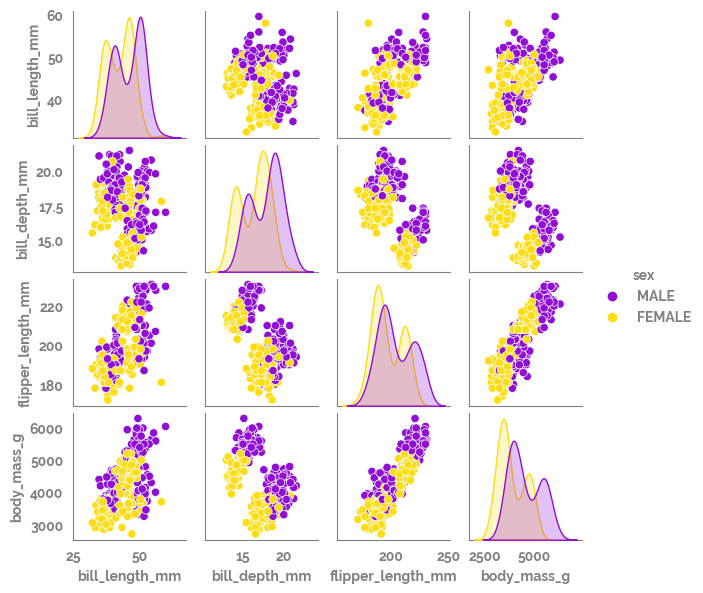 60
50
40
bill_length_mm
20.0
17.5
15.0
bill_depth_mm
220
200
180
flipper_length_mm
6000
5000
4000
3000
body_mass_g
25 50
bill_length_mm
15 20
bill_depth_mm
200 250
flipper_length_mm
2500 5000
body_mass_g
sex
MALE
FEMALE